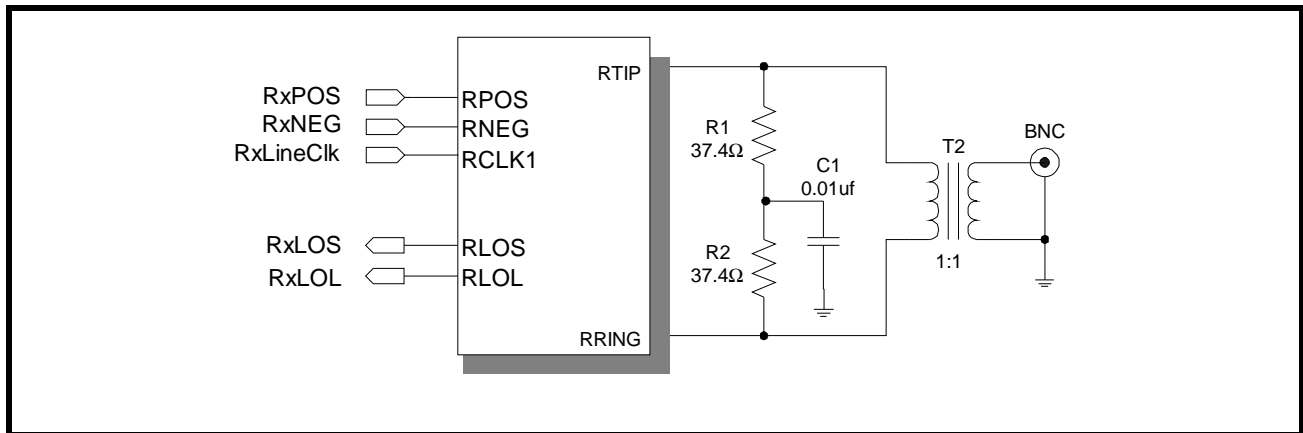 RxPOS
RxNEG
RxLineClk
RxLOS
RxLOL
RPOS
RNEG
RCLK1
RLOS
RLOL
RTIP
RRING
R1
37.4Ω
C1
0.01uf
R2
37.4Ω
T2
1:1
BNC